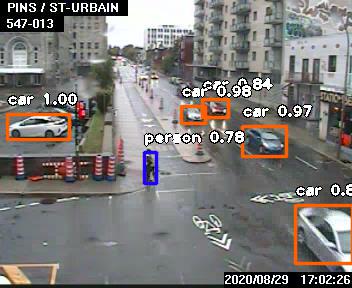 PINS / ST-URBAIN
547-013
car 0.84
car 0.98
car 1.00
car 0.97
person 0.78
car 0.8
2020/08/29 17:02:26